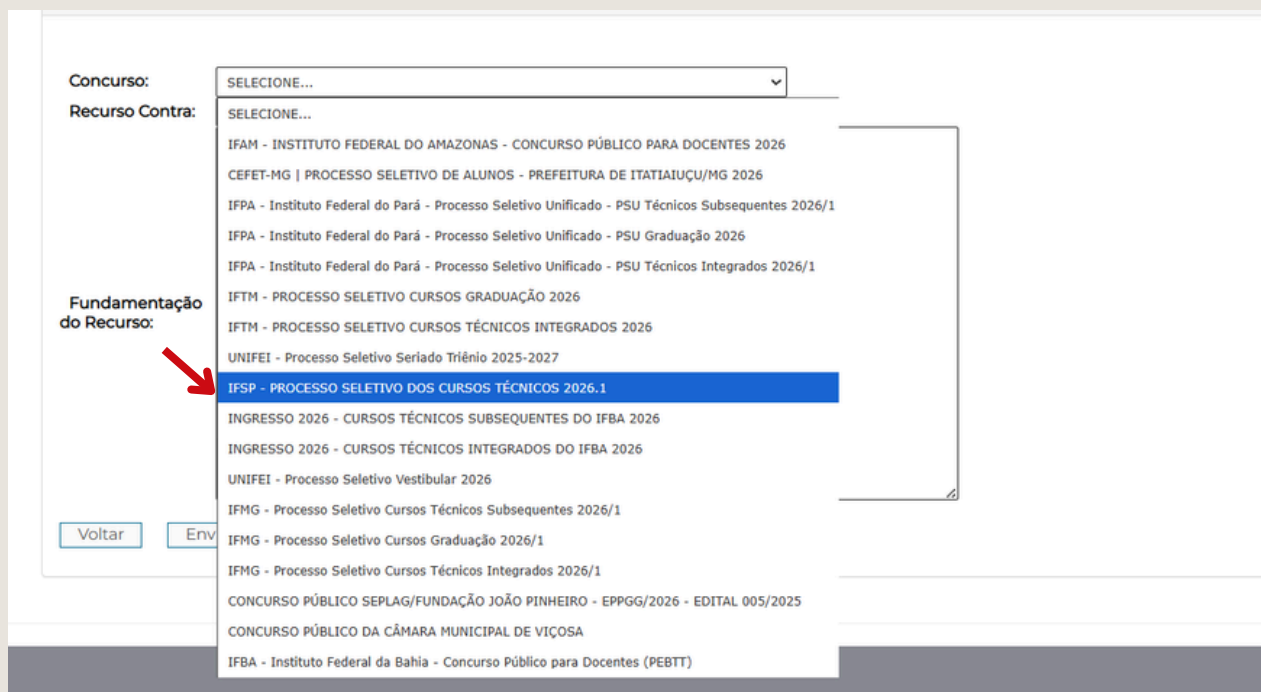 Concurso:
SELECIONE...
Recurso Contra:
SELECIONE...
IFAM - INSTITUTO FEDERAL DO AMAZONAS - CONCURSO PÚBLICO PARA DOCENTES 2026
CEFET-MG | PROCESSO SELETIVO DE ALUNOS - PREFEITURA DE ITATIAIUÇU/MG 2026
IFPA - Instituto Federal do Pará - Processo Seletivo Unificado - PSU Técnicos Subsequentes 2026/1
IFPA - Instituto Federal do Pará - Processo Seletivo Unificado - PSU Graduação 2026
IFPA - Instituto Federal do Pará - Processo Seletivo Unificado - PSU Técnicos Integrados 2026/1
IFTM - PROCESSO SELETIVO CURSOS GRADUAÇÃO 2026
IFTM - PROCESSO SELETIVO CURSOS TÉCNICOS INTEGRADOS 2026
UNIFEI - Processo Seletivo Seriado Triênio 2025-2027
IFSP - PROCESSO SELETIVO DOS CURSOS TÉCNICOS 2026.1
INGRESSO 2026 - CURSOS TÉCNICOS SUBSEQUENTES DO IFBA 2026
INGRESSO 2026 - CURSOS TÉCNICOS INTEGRADOS DO IFBA 2026
UNIFEI - Processo Seletivo Vestibular 2026
IFMG - Processo Seletivo Cursos Técnicos Subsequentes 2026/1
IFMG - Processo Seletivo Cursos Graduação 2026/1
IFMG - Processo Seletivo Cursos Técnicos Integrados 2026/1
CONCURSO PÚBLICO SEPLAG/FUNDAÇÃO JOÃO PINHEIRO - EPPGG/2026 - EDITAL 005/2025
CONCURSO PÚBLICO DA CÂMARA MUNICIPAL DE VIÇOSA
IFBA - Instituto Federal da Bahia - Concurso Público para Docentes (PEBTT)
Fundamentação
do Recurso:
Voltar
Env